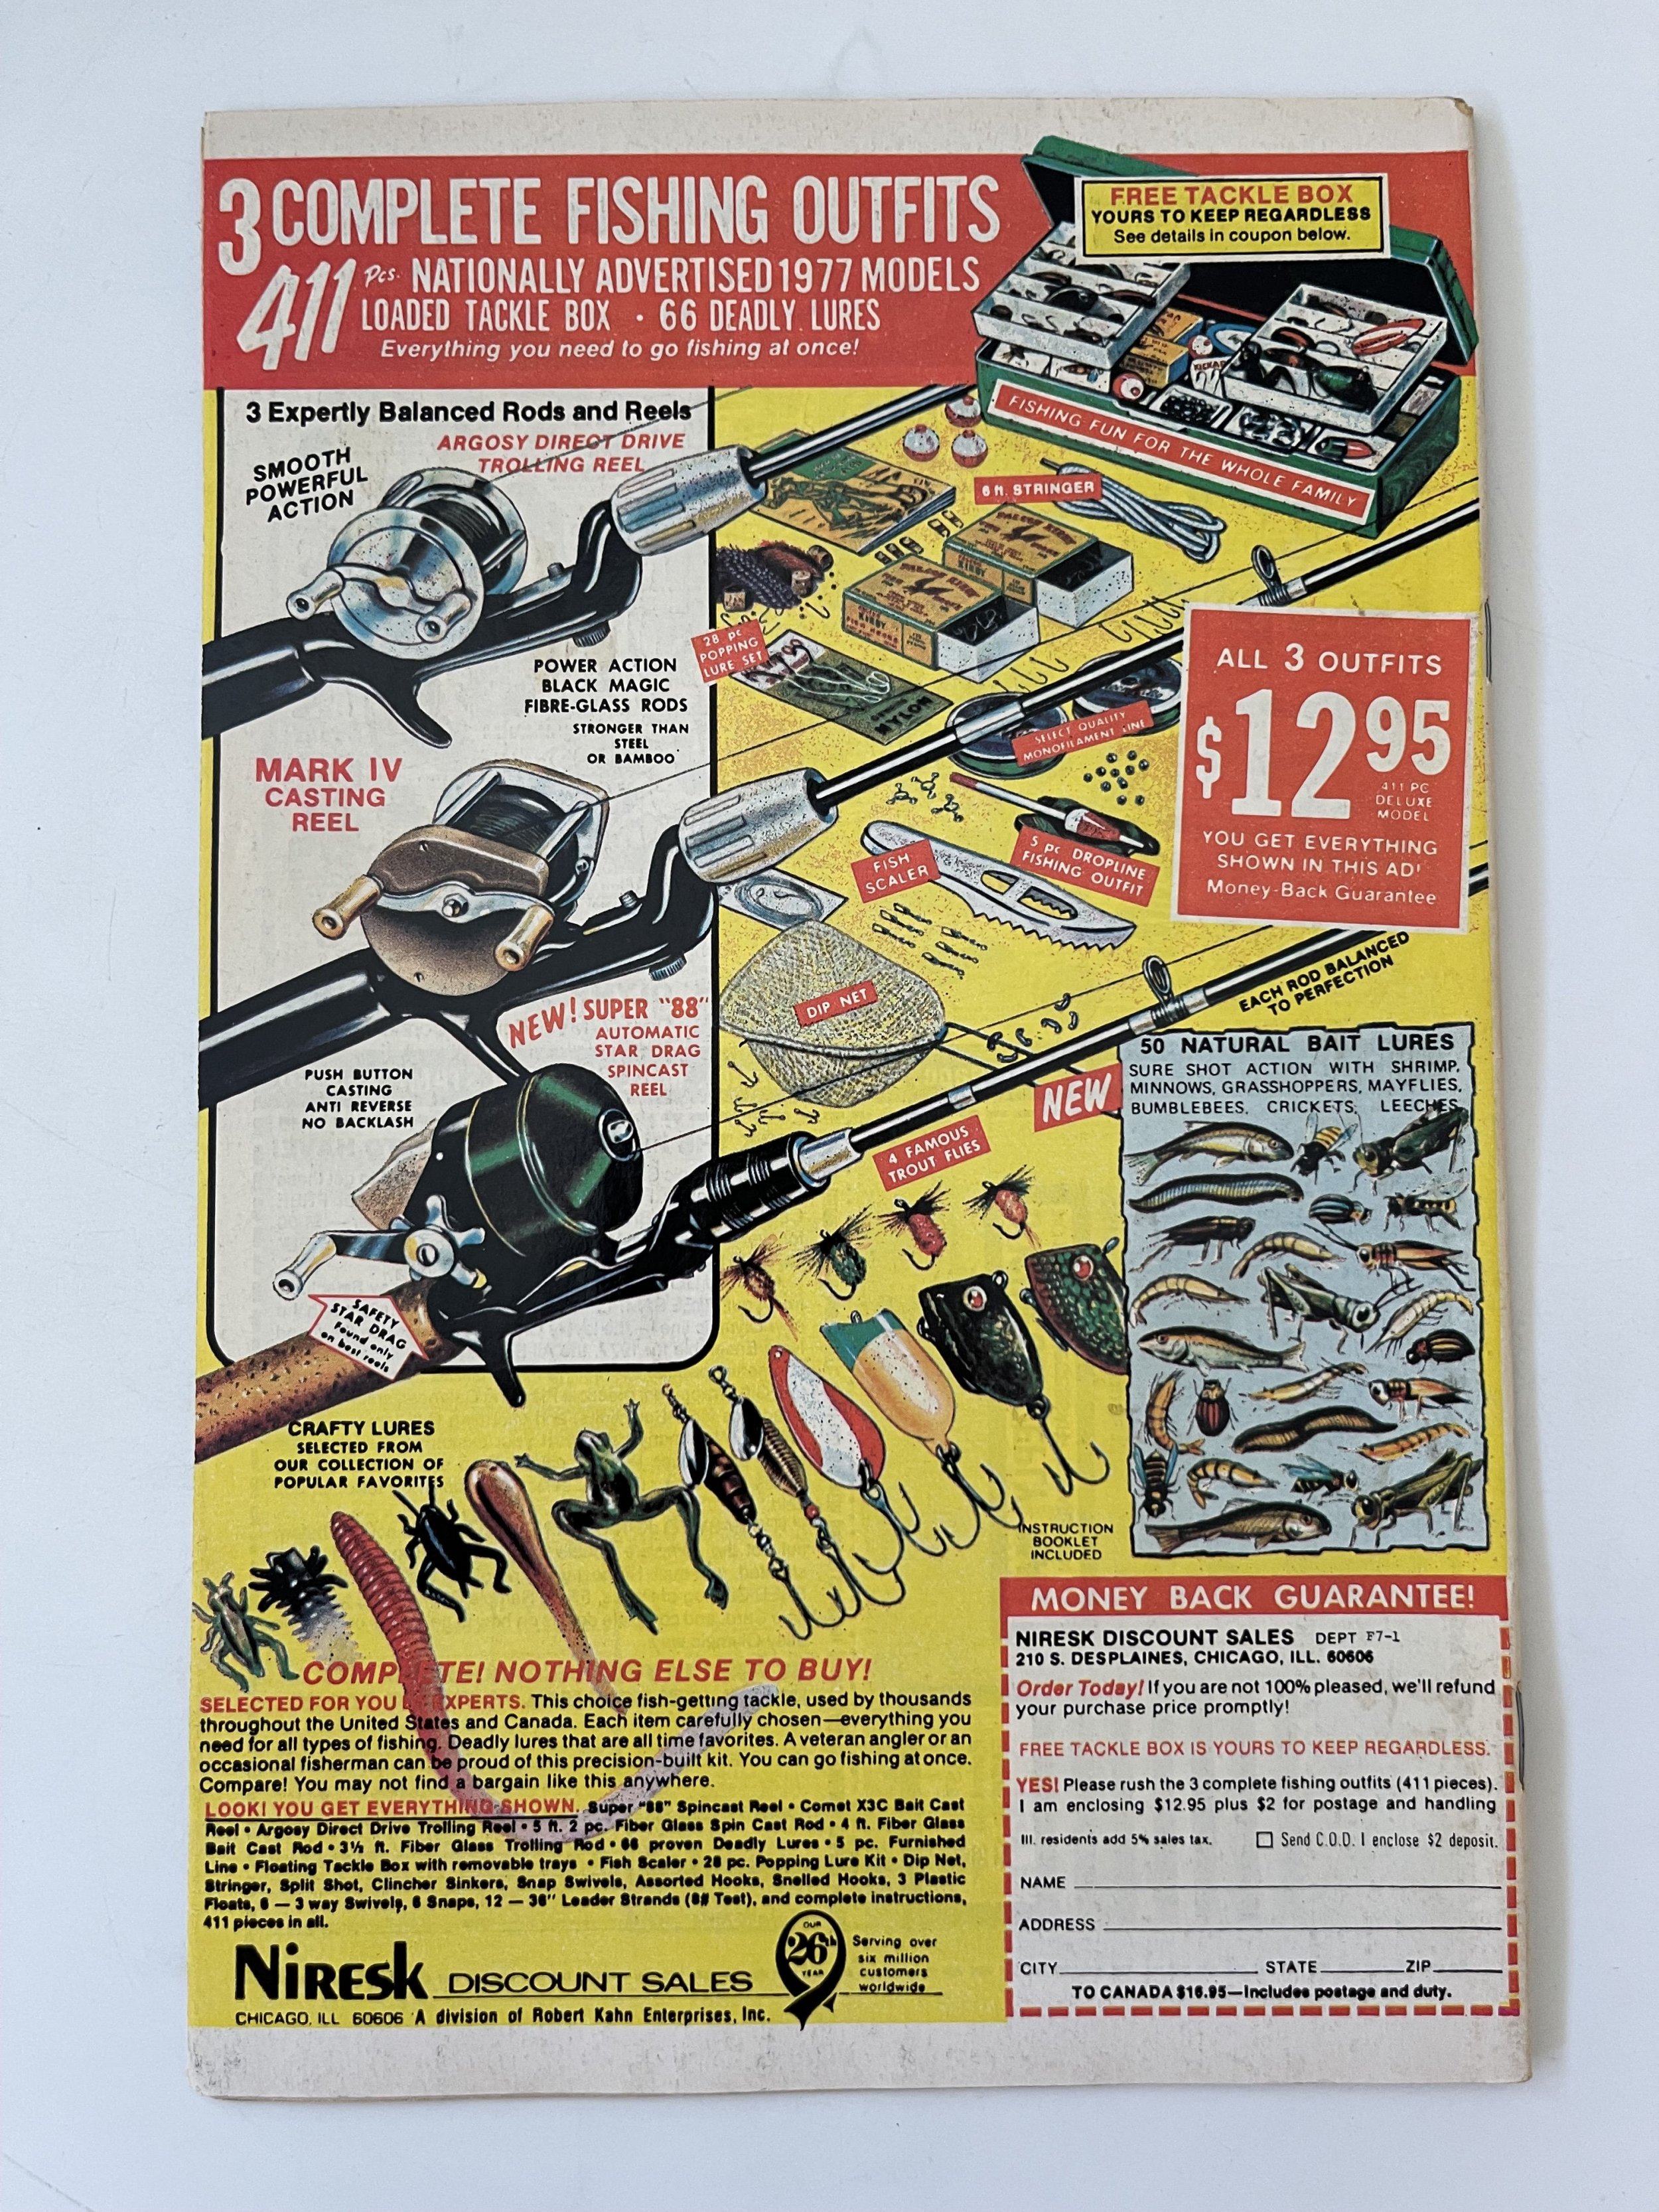 3 COMPLETE FISHING OUTFITS
411 Pcs. NATIONALLY ADVERTISED 1977 MODELS
LOADED TACKLE BOX · 66 DEADLY LURES
Everything you need to go fishing at once!
FREE TACKLE BOX
YOURS TO KEEP REGARDLESS
See details in coupon below.
FISHING FUN FOR THE WHOLE FAMILY
3 Expertly Balanced Rods and Reels
ARGOSY DIRECT DRIVE
TROLLING REEL
SMOOTH
POWERFUL
ACTION
6 ft. STRINGER
28 pc
POPPING
LURE SET
NYLON
KIRBY
KIRBY
POWER ACTION
BLACK MAGIC
FIBRE-GLASS RODS
STRONGER THAN
STEEL
OR BAMBOO
SELECT QUALITY
MONOFILAMENT LINE
ALL 3 OUTFITS
$12 95
411 PC
DELUXE
MODEL
YOU GET EVERYTHING
SHOWN IN THIS AD!
Money-Back Guarantee
MARK IV
CASTING
REEL
FISH
SCALER
5 pc DROPLINE
FISHING OUTFIT
DIP NET
EACH ROD BALANCED
TO PERFECTION
NEW! SUPER "88"
AUTOMATIC
STAR DRAG
SPINCAST
REEL
PUSH BUTTON
CASTING
ANTI REVERSE
NO BACKLASH
NEW
50 NATURAL BAIT LURES
SURE SHOT ACTION WITH SHRIMP,
MINNOWS, GRASSHOPPERS, MAYFLIES,
BUMBLEBEES, CRICKETS, LEECHES
4 FAMOUS
TROUT FLIES
SAFETY
STAR DRAG
Found only
on best reels
CRAFTY LURES
SELECTED FROM
OUR COLLECTION OF
POPULAR FAVORITES
INSTRUCTION
BOOKLET
INCLUDED
COMPLETE! NOTHING ELSE TO BUY!
SELECTED FOR YOU BY EXPERTS. This choice fish-getting tackle, used by thousands
throughout the United States and Canada. Each item carefully chosen—everything you
need for all types of fishing. Deadly lures that are all time favorites. A veteran angler or an
occasional fisherman can be proud of this precision-built kit. You can go fishing at once.
Compare! You may not find a bargain like this anywhere.
LOOK! YOU GET EVERYTHING SHOWN. Super "88" Spincast Reel • Comet X3C Bait Cast
Reel • Argosy Direct Drive Trolling Reel • 5 ft. 2 pc. Fiber Glass Spin Cast Rod • 4 ft. Fiber Glass
Bait Cast Rod • 3½ ft. Fiber Glass Trolling Rod • 66 proven Deadly Lures • 5 pc. Furnished
Line • Floating Tackle Box with removable trays • Fish Scaler • 28 pc. Popping Lure Kit • Dip Net,
Stringer, Split Shot, Clincher Sinkers, Snap Swivels, Assorted Hooks, Snelled Hooks, 3 Plastic
Floats, 6 — 3 way Swivels, 6 Snaps, 12 — 36" Leader Strands (8# Test), and complete instructions,
411 pieces in all.
NIRESK DISCOUNT SALES
CHICAGO, ILL 60606 A division of Robert Kahn Enterprises, Inc.
OUR
26th
YEAR
Serving over
six million
customers
worldwide
MONEY BACK GUARANTEE!
NIRESK DISCOUNT SALES DEPT F7-1
210 S. DESPLAINES, CHICAGO, ILL. 60606
Order Today! If you are not 100% pleased, we'll refund
your purchase price promptly!
FREE TACKLE BOX IS YOURS TO KEEP REGARDLESS.
YES! Please rush the 3 complete fishing outfits (411 pieces).
I am enclosing $12.95 plus $2 for postage and handling
Ill. residents add 5% sales tax. Send C.O.D. I enclose $2 deposit.
NAME
ADDRESS
CITY STATE ZIP
TO CANADA $16.95—Includes postage and duty.